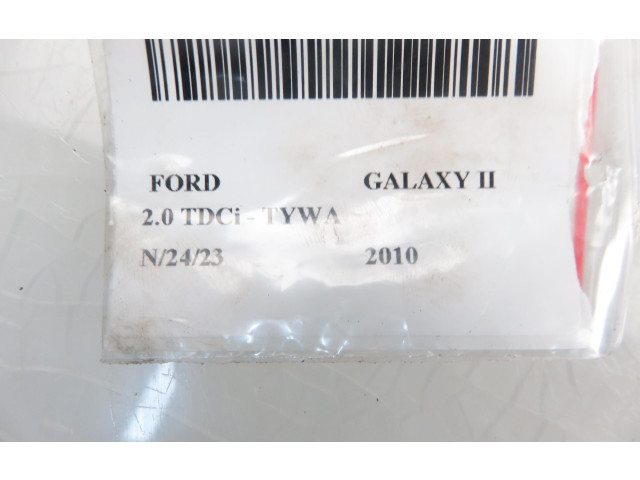 FORD GALAXY II
2.0 TDCi - TYWA
N/24/23 2010